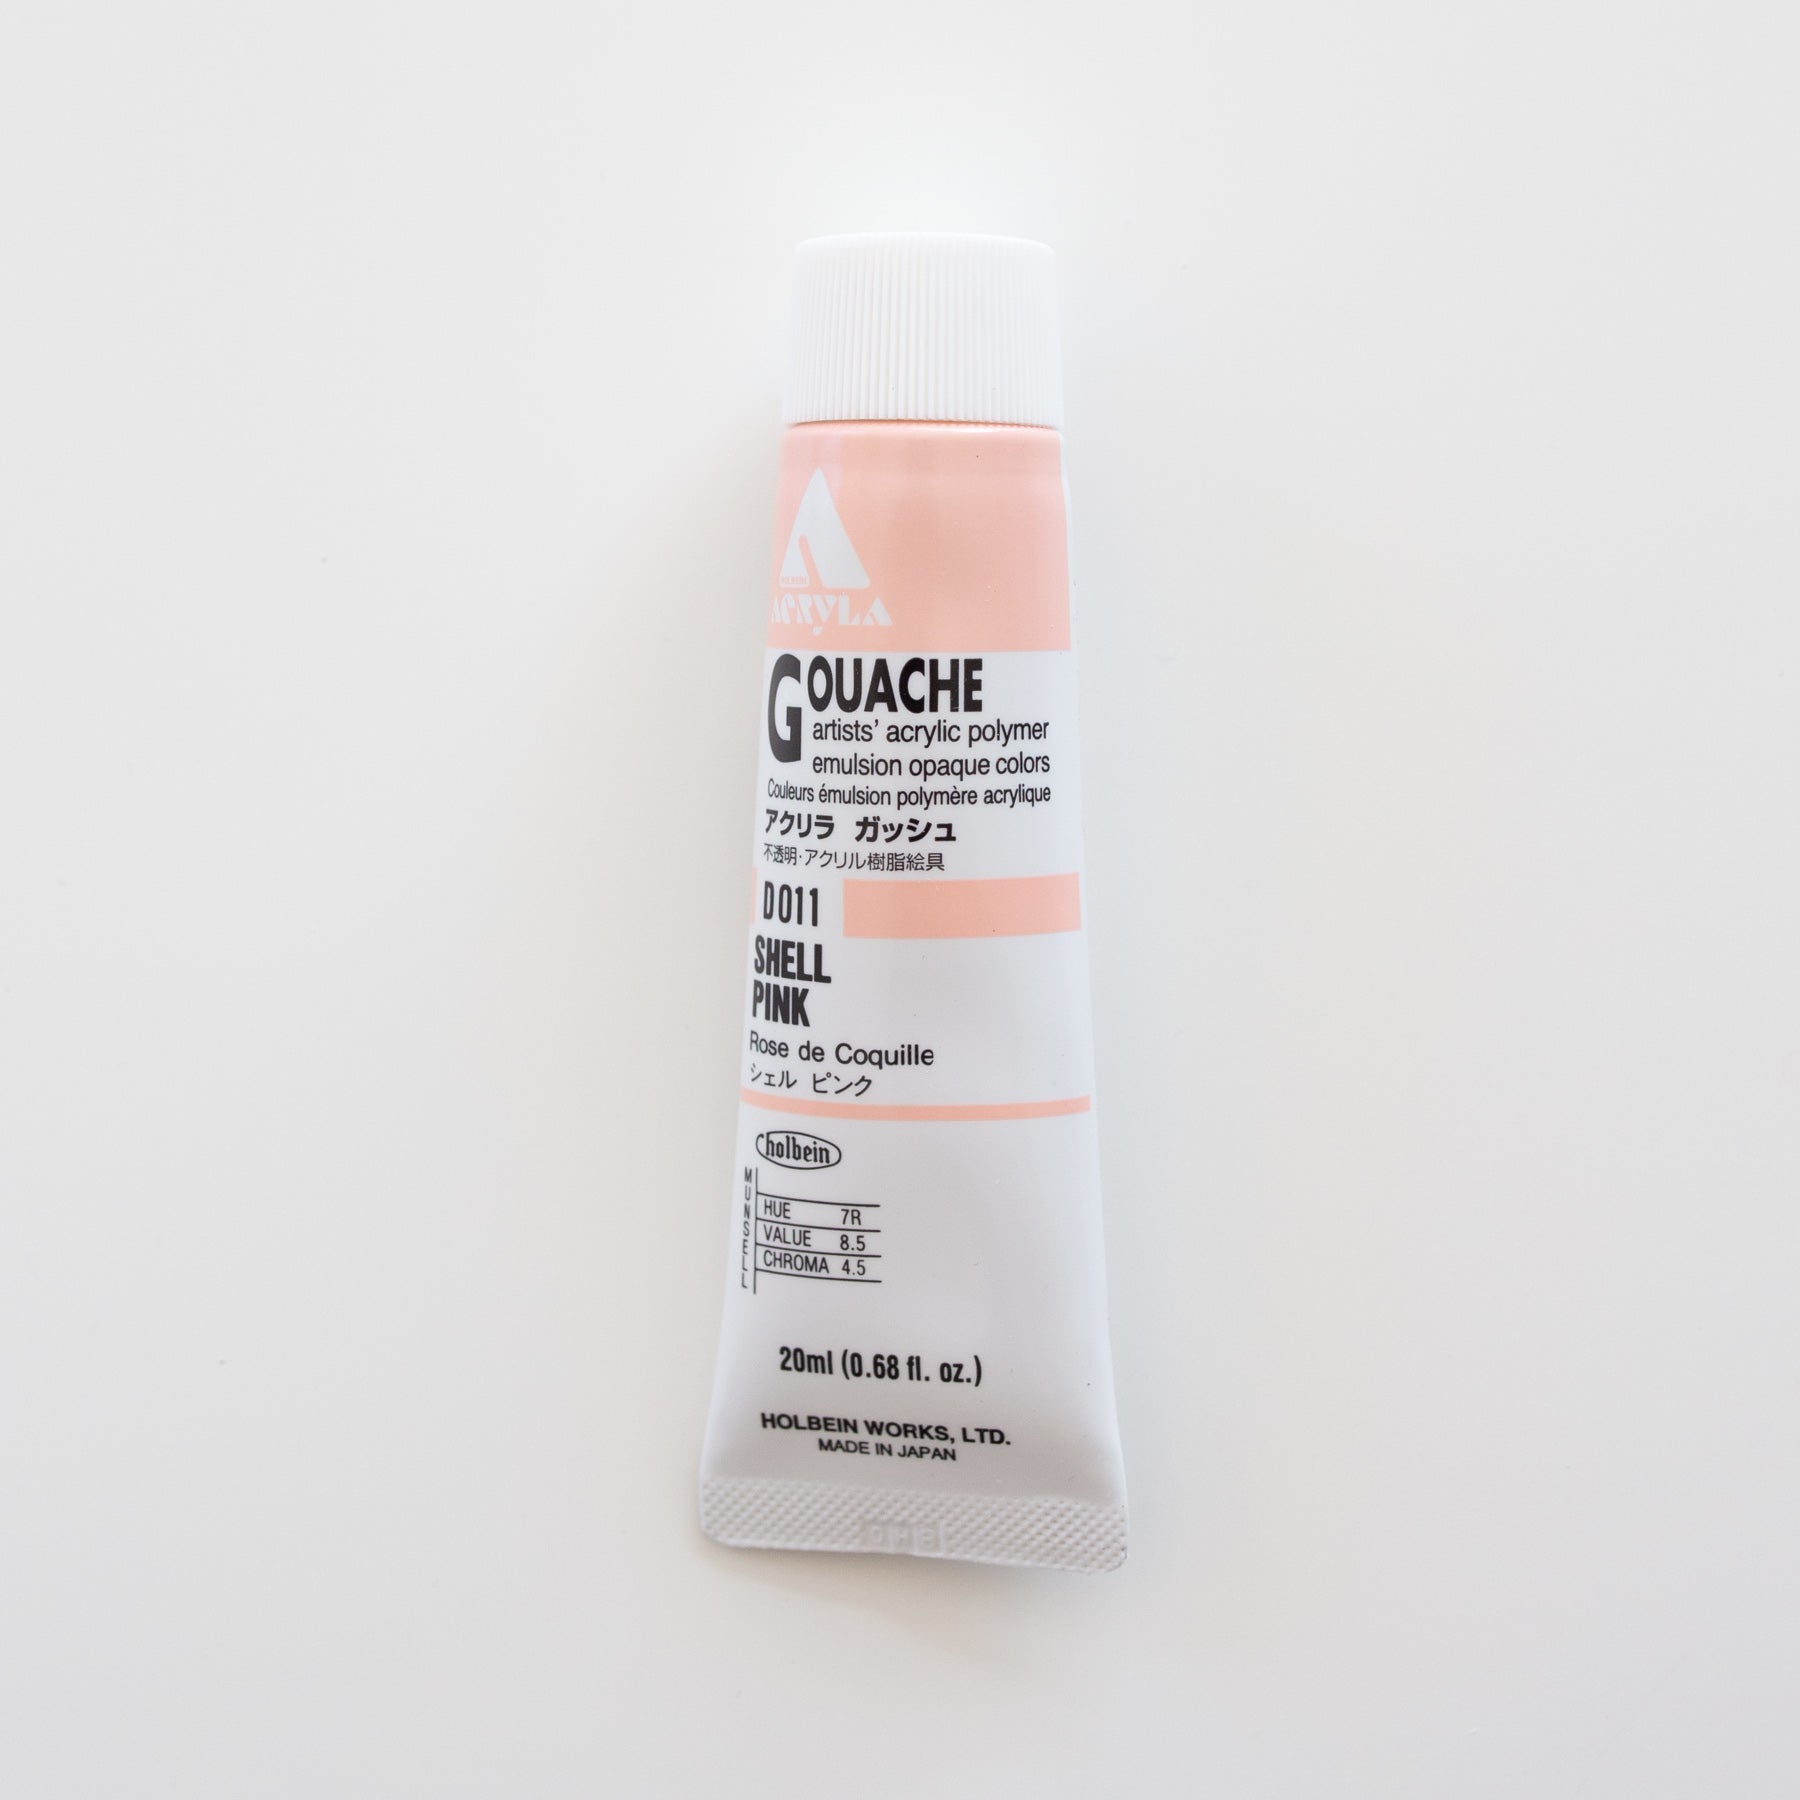 HOLBEIN
ACRYLA
GOUACHE
artists' acrylic polymer
emulsion opaque colors
Couleurs émulsion polymère acrylique
アクリラ ガッシュ
不透明・アクリル樹脂絵具
D011
SHELL
PINK
Rose de Coquille
シェル ピンク
holbein
MUNSELL
HUE 7R
VALUE 8.5
CHROMA 4.5
20ml (0.68 fl. oz.)
HOLBEIN WORKS, LTD.
MADE IN JAPAN